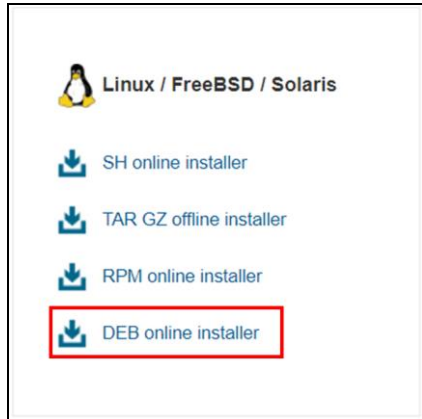 Linux / FreeBSD / Solaris
SH online installer
TAR GZ offline installer
RPM online installer
DEB online installer